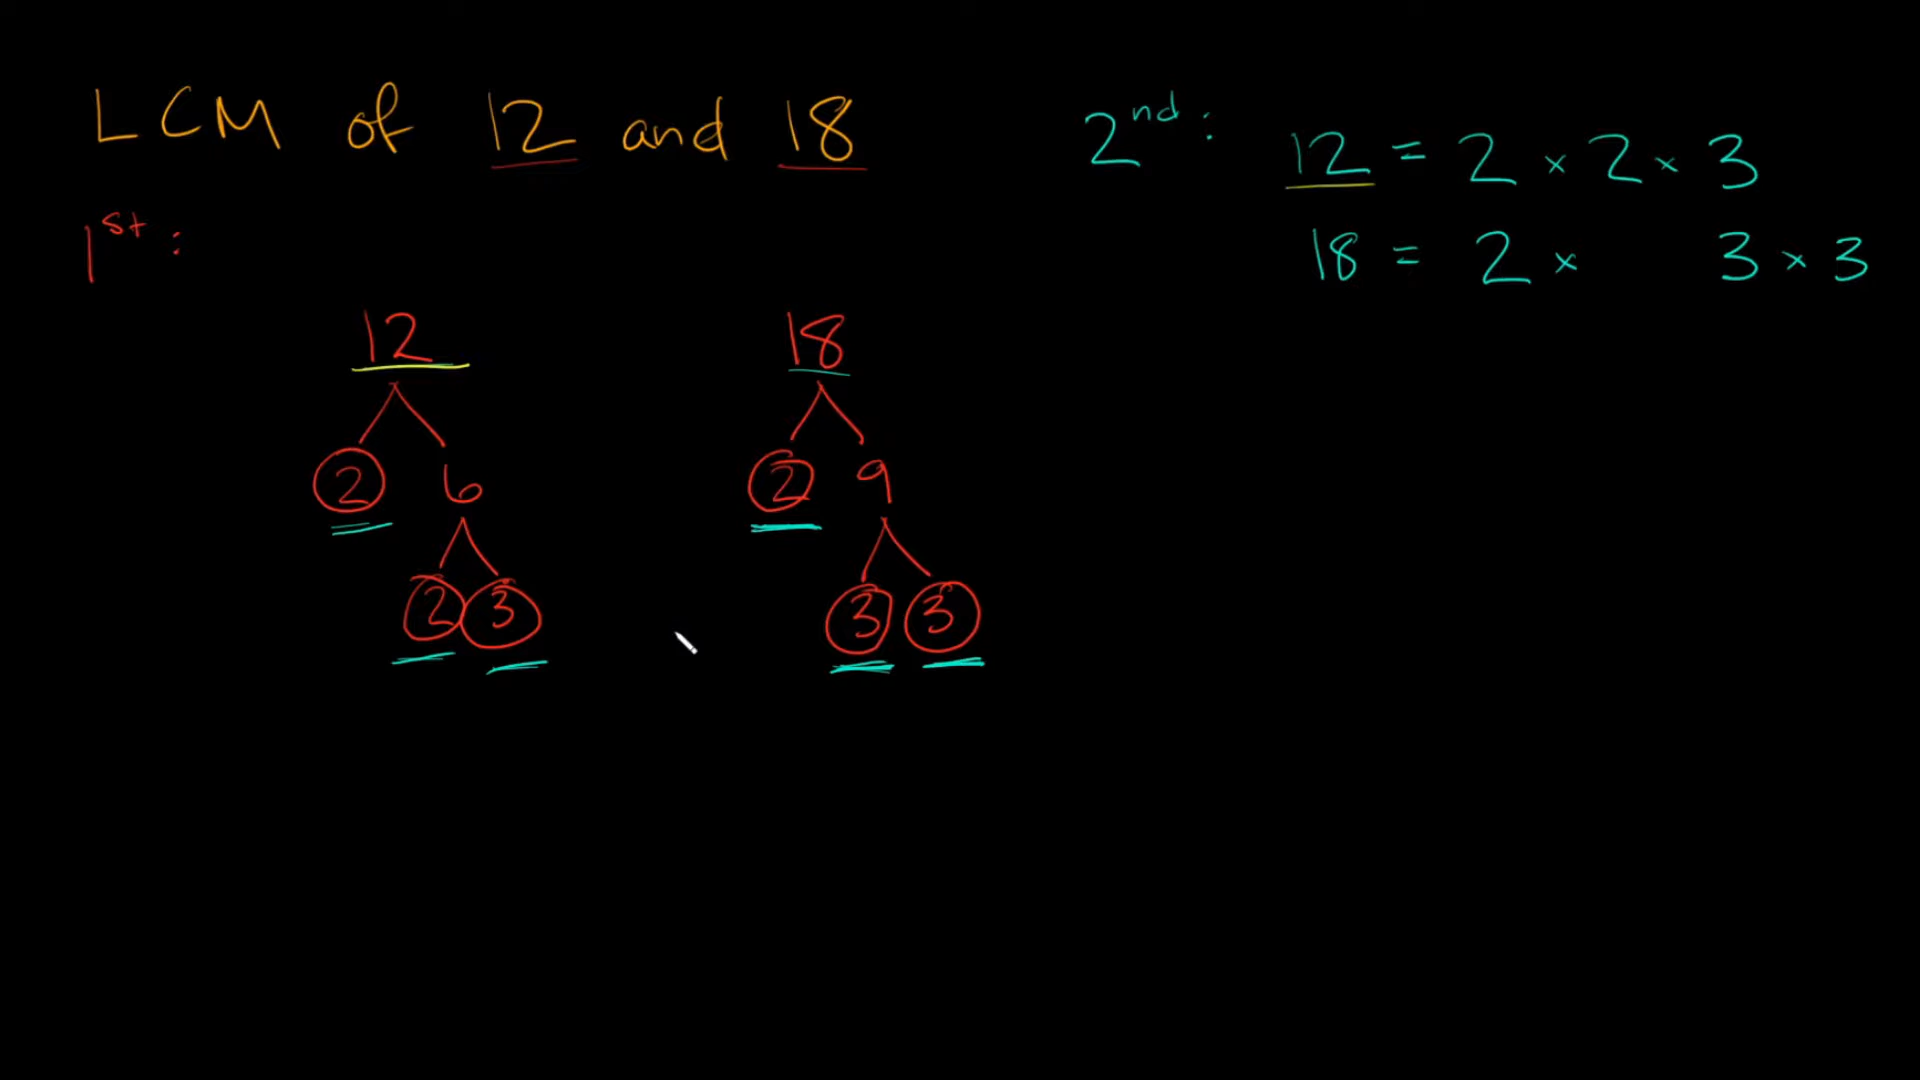 LCM of 12 and 18
1st:
12
2 6
2 3
18
2 9
3 3
2nd:
12 = 2 × 2 × 3
18 = 2 × 3 × 3